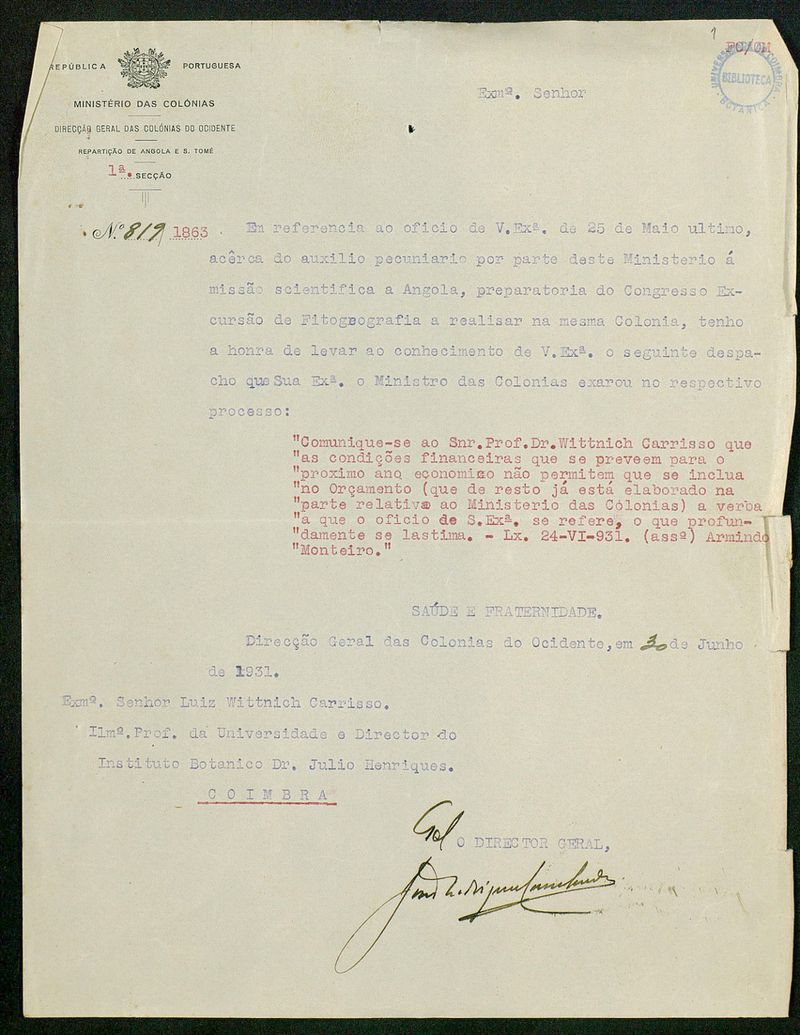 1
PO/OM
UNIVERSIDADE DE COIMBRA
BIBLIOTECA
BOTANICA
REPÚBLICA PORTUGUESA
MINISTÉRIO DAS COLÓNIAS
DIRECÇÃO GERAL DAS COLÓNIAS DO OCIDENTE
REPARTIÇÃO DE ANGOLA E S. TOMÉ
1ª. SECÇÃO
Exmº. Senhor
N.º 819 1863
Em referencia ao oficio de V.Exª. de 25 de Maio ultimo,
acêrca do auxilio pecuniario por parte deste Ministerio á
missão scientifica a Angola, preparatoria do Congresso Ex-
cursão de Fitogeografia a realisar na mesma Colonia, tenho
a honra de levar ao conhecimento de V.Exª. o seguinte despa-
cho que Sua Exª. o Ministro das Colonias exarou no respectivo
processo:
"Comunique-se ao Snr.Prof.Dr.Wittnich Carrisso que
"as condições financeiras que se preveem para o
"proximo ano economico não permitem que se inclua
"no Orçamento (que de resto já está elaborado na
"parte relativa ao Ministerio das Cólonias) a verba
"a que o oficio de S.Exª. se refere, o que profun-
"damente se lastima. - Lx. 24-VI-931. (assº) Armindo
"Monteiro."
SAÚDE E FRATERNIDADE.
Direcção Geral das Colonias do Ocidente, em 30 de Junho
de 1931.
Exmº. Senhor Luiz Wittnich Carrisso.
Ilmº.Prof. da Universidade e Director do
Instituto Botanico Dr. Julio Henriques.
COIMBRA
O DIRECTOR GERAL,